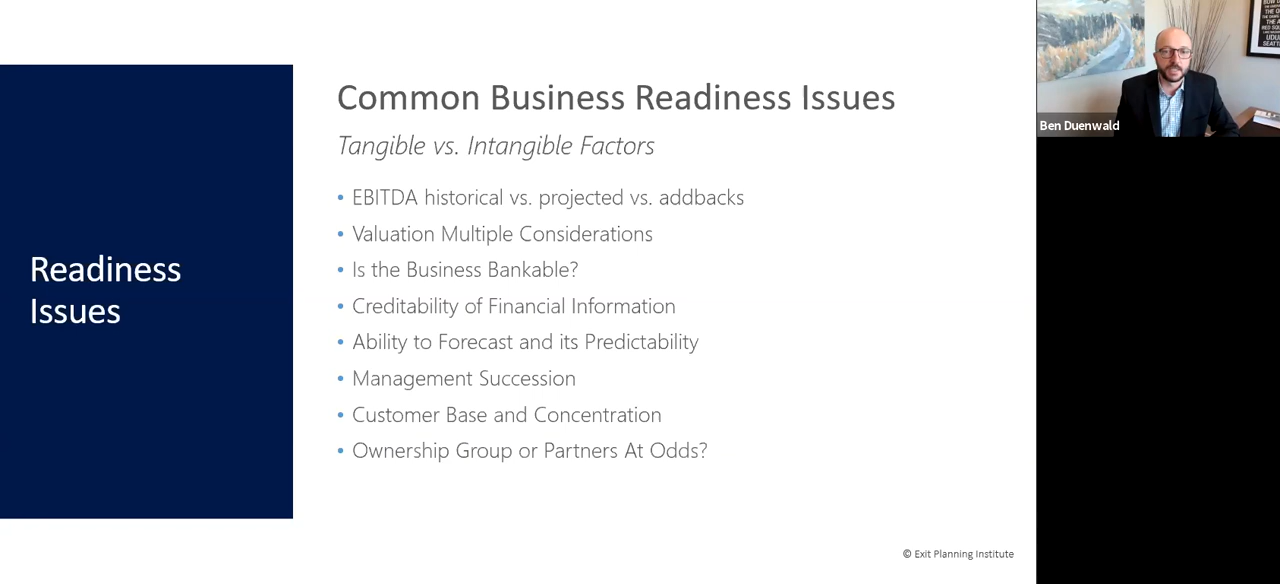 Readiness
Issues
Common Business Readiness Issues
Tangible vs. Intangible Factors
• EBITDA historical vs. projected vs. addbacks
• Valuation Multiple Considerations
• Is the Business Bankable?
• Creditability of Financial Information
• Ability to Forecast and its Predictability
• Management Succession
• Customer Base and Concentration
• Ownership Group or Partners At Odds?
© Exit Planning Institute
Ben Duenwald